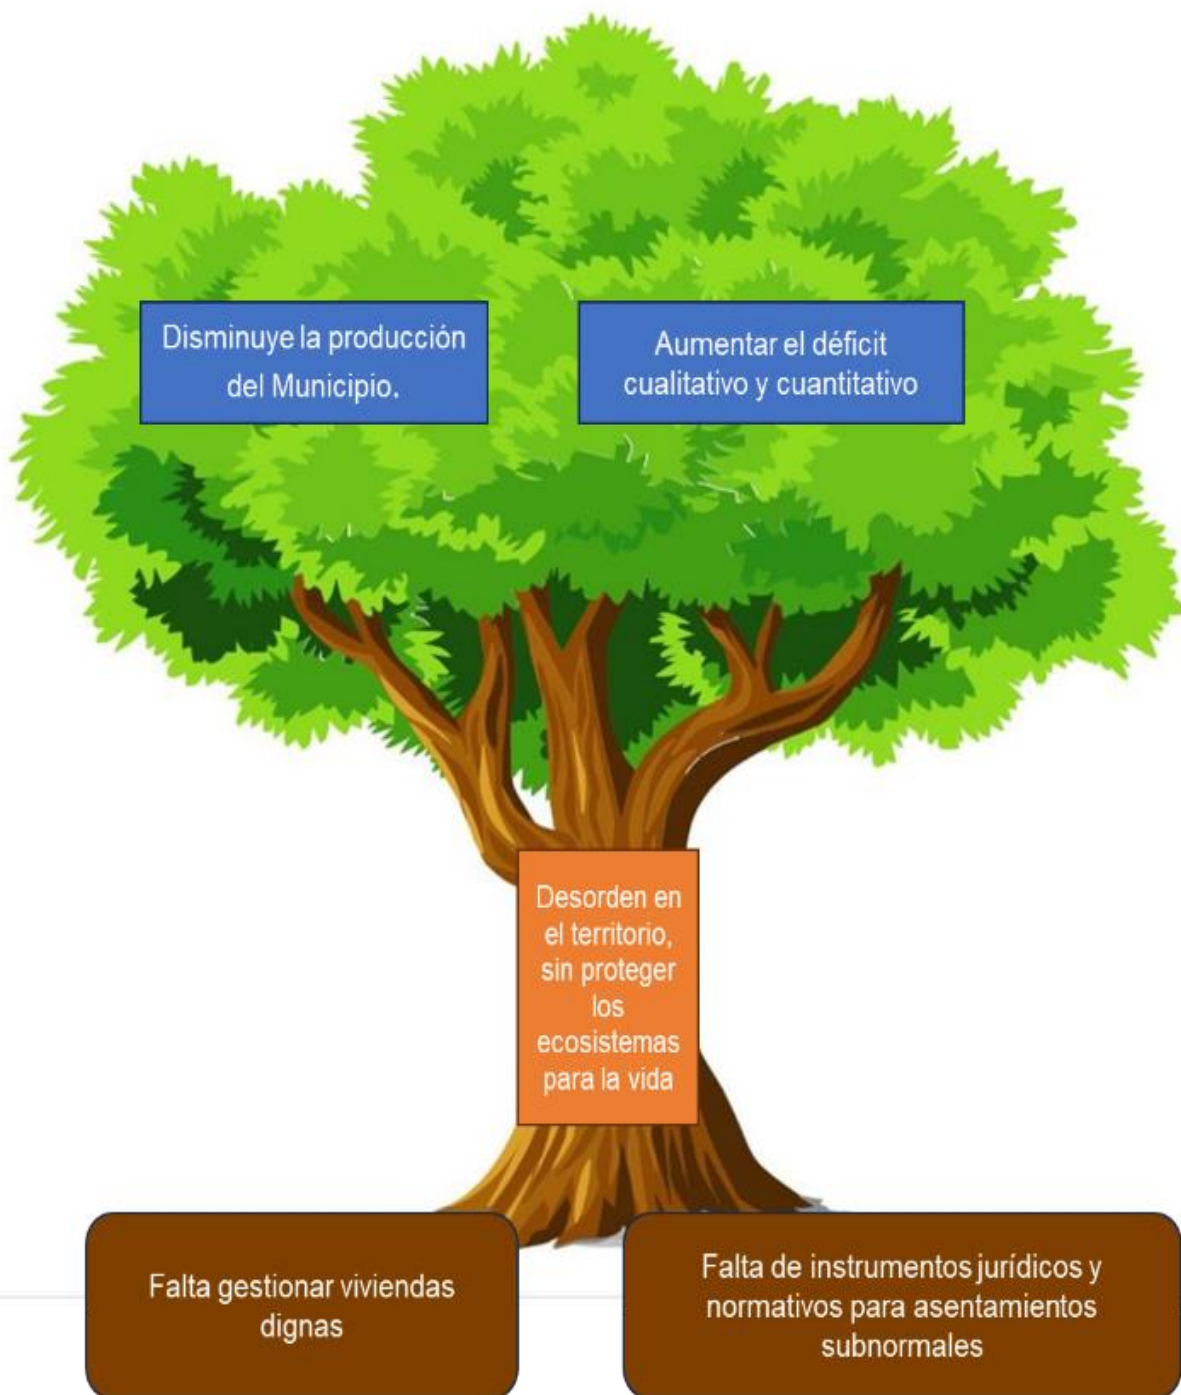 Disminuye la producción
del Municipio.
Aumentar el déficit
cualitativo y cuantitativo
Desorden en
el territorio,
sin proteger
los
ecosistemas
para la vida
Falta gestionar viviendas
dignas
Falta de instrumentos jurídicos y
normativos para asentamientos
subnormales